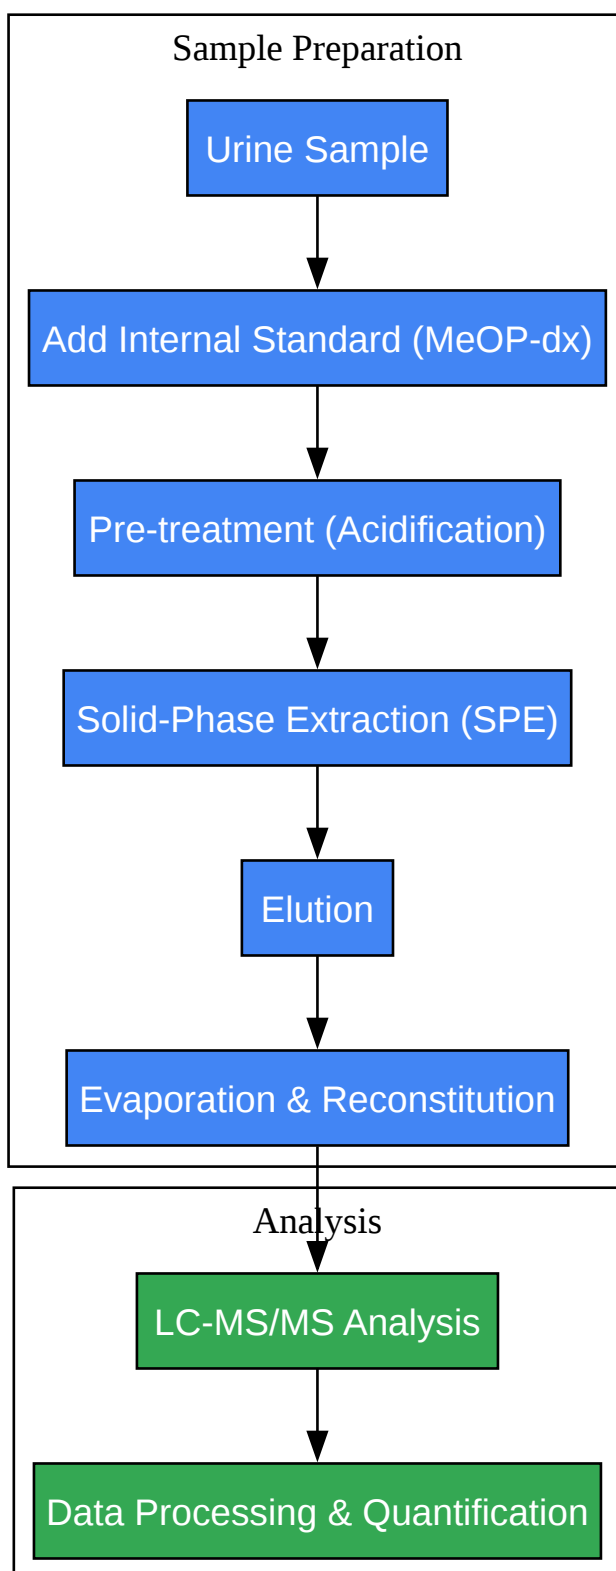 Sample Preparation
Urine Sample
Add Internal Standard (MeOP-dx)
Pre-treatment (Acidification)
Solid-Phase Extraction (SPE)
Elution
Evaporation & Reconstitution
Analysis
LC-MS/MS Analysis
Data Processing & Quantification